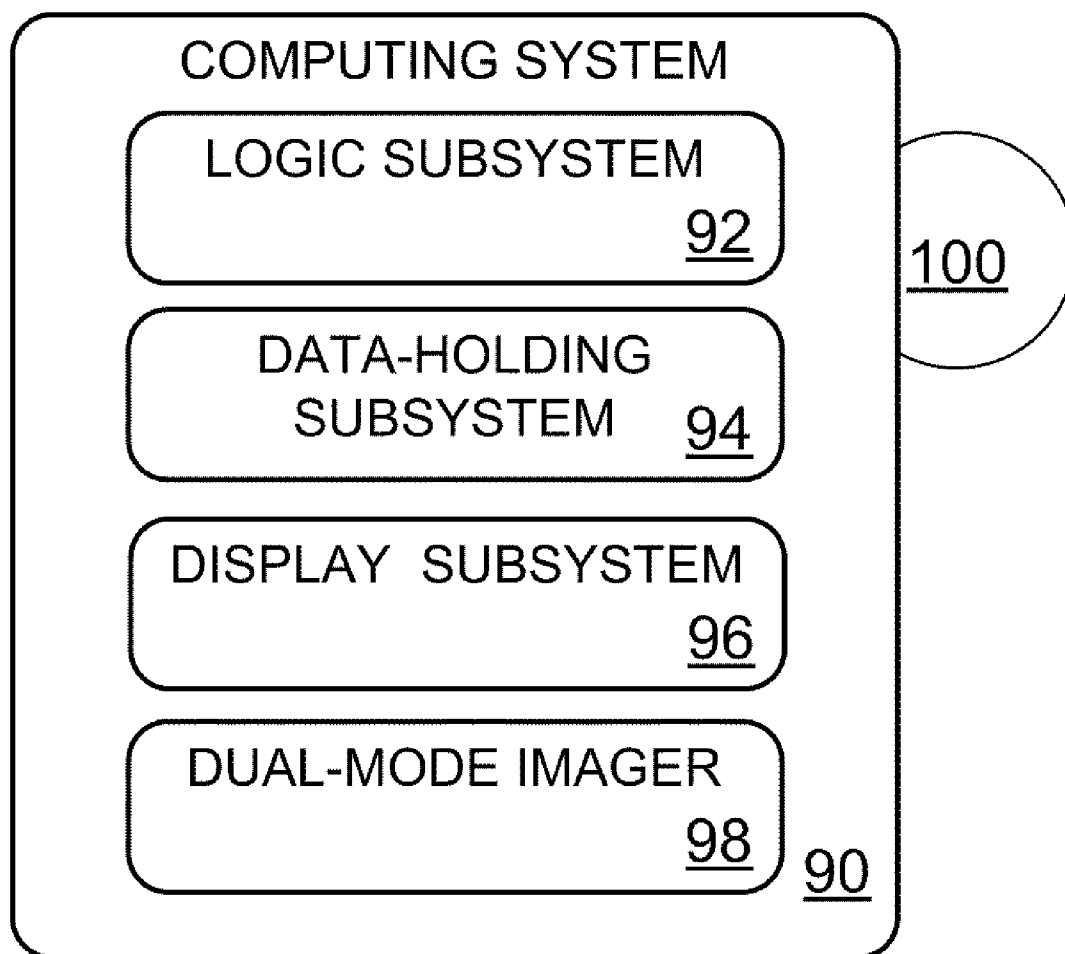 COMPUTING SYSTEM
LOGIC SUBSYSTEM
92
100
DATA-HOLDING
SUBSYSTEM 94
DISPLAY SUBSYSTEM
96
DUAL-MODE IMAGER
98
90